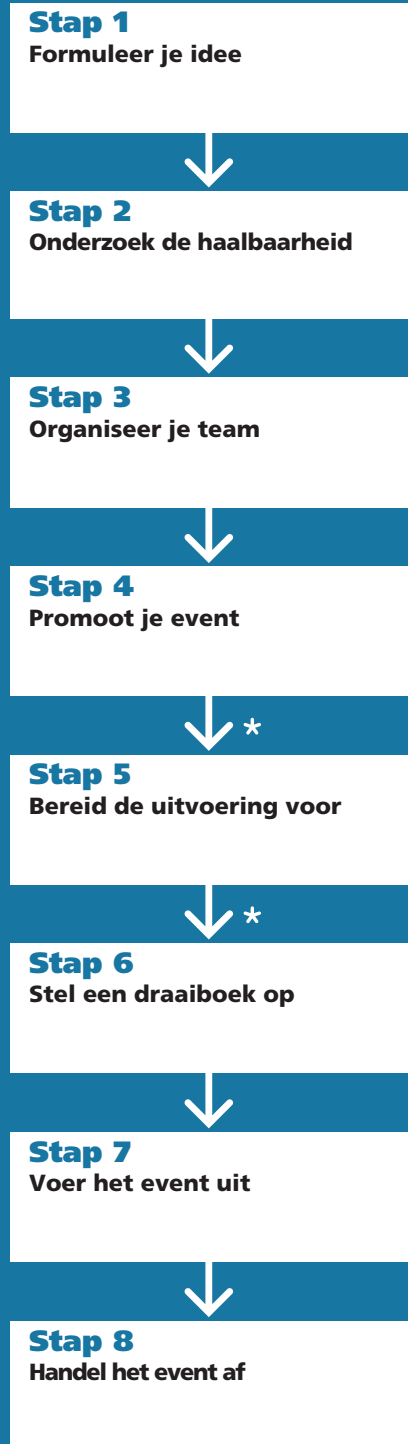 Stap 1
Formuleer je idee
Stap 2
Onderzoek de haalbaarheid
Stap 3
Organiseer je team
Stap 4
Promoot je event
*
Stap 5
Bereid de uitvoering voor
*
Stap 6
Stel een draaiboek op
Stap 7
Voer het event uit
Stap 8
Handel het event af